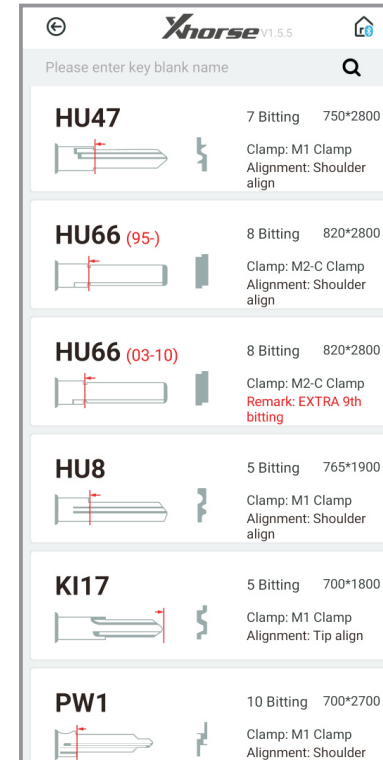 Xhorse V1.5.5
Please enter key blank name
HU47
7 Bitting 750*2800
Clamp: M1 Clamp
Alignment: Shoulder
align
HU66 (95-)
8 Bitting 820*2800
Clamp: M2-C Clamp
Alignment: Shoulder
align
HU66 (03-10)
8 Bitting 820*2800
Clamp: M2-C Clamp
Remark: EXTRA 9th
bitting
HU8
5 Bitting 765*1900
Clamp: M1 Clamp
Alignment: Shoulder
align
KI17
5 Bitting 700*1800
Clamp: M1 Clamp
Alignment: Tip align
PW1
10 Bitting 700*2700
Clamp: M1 Clamp
Alignment: Shoulder